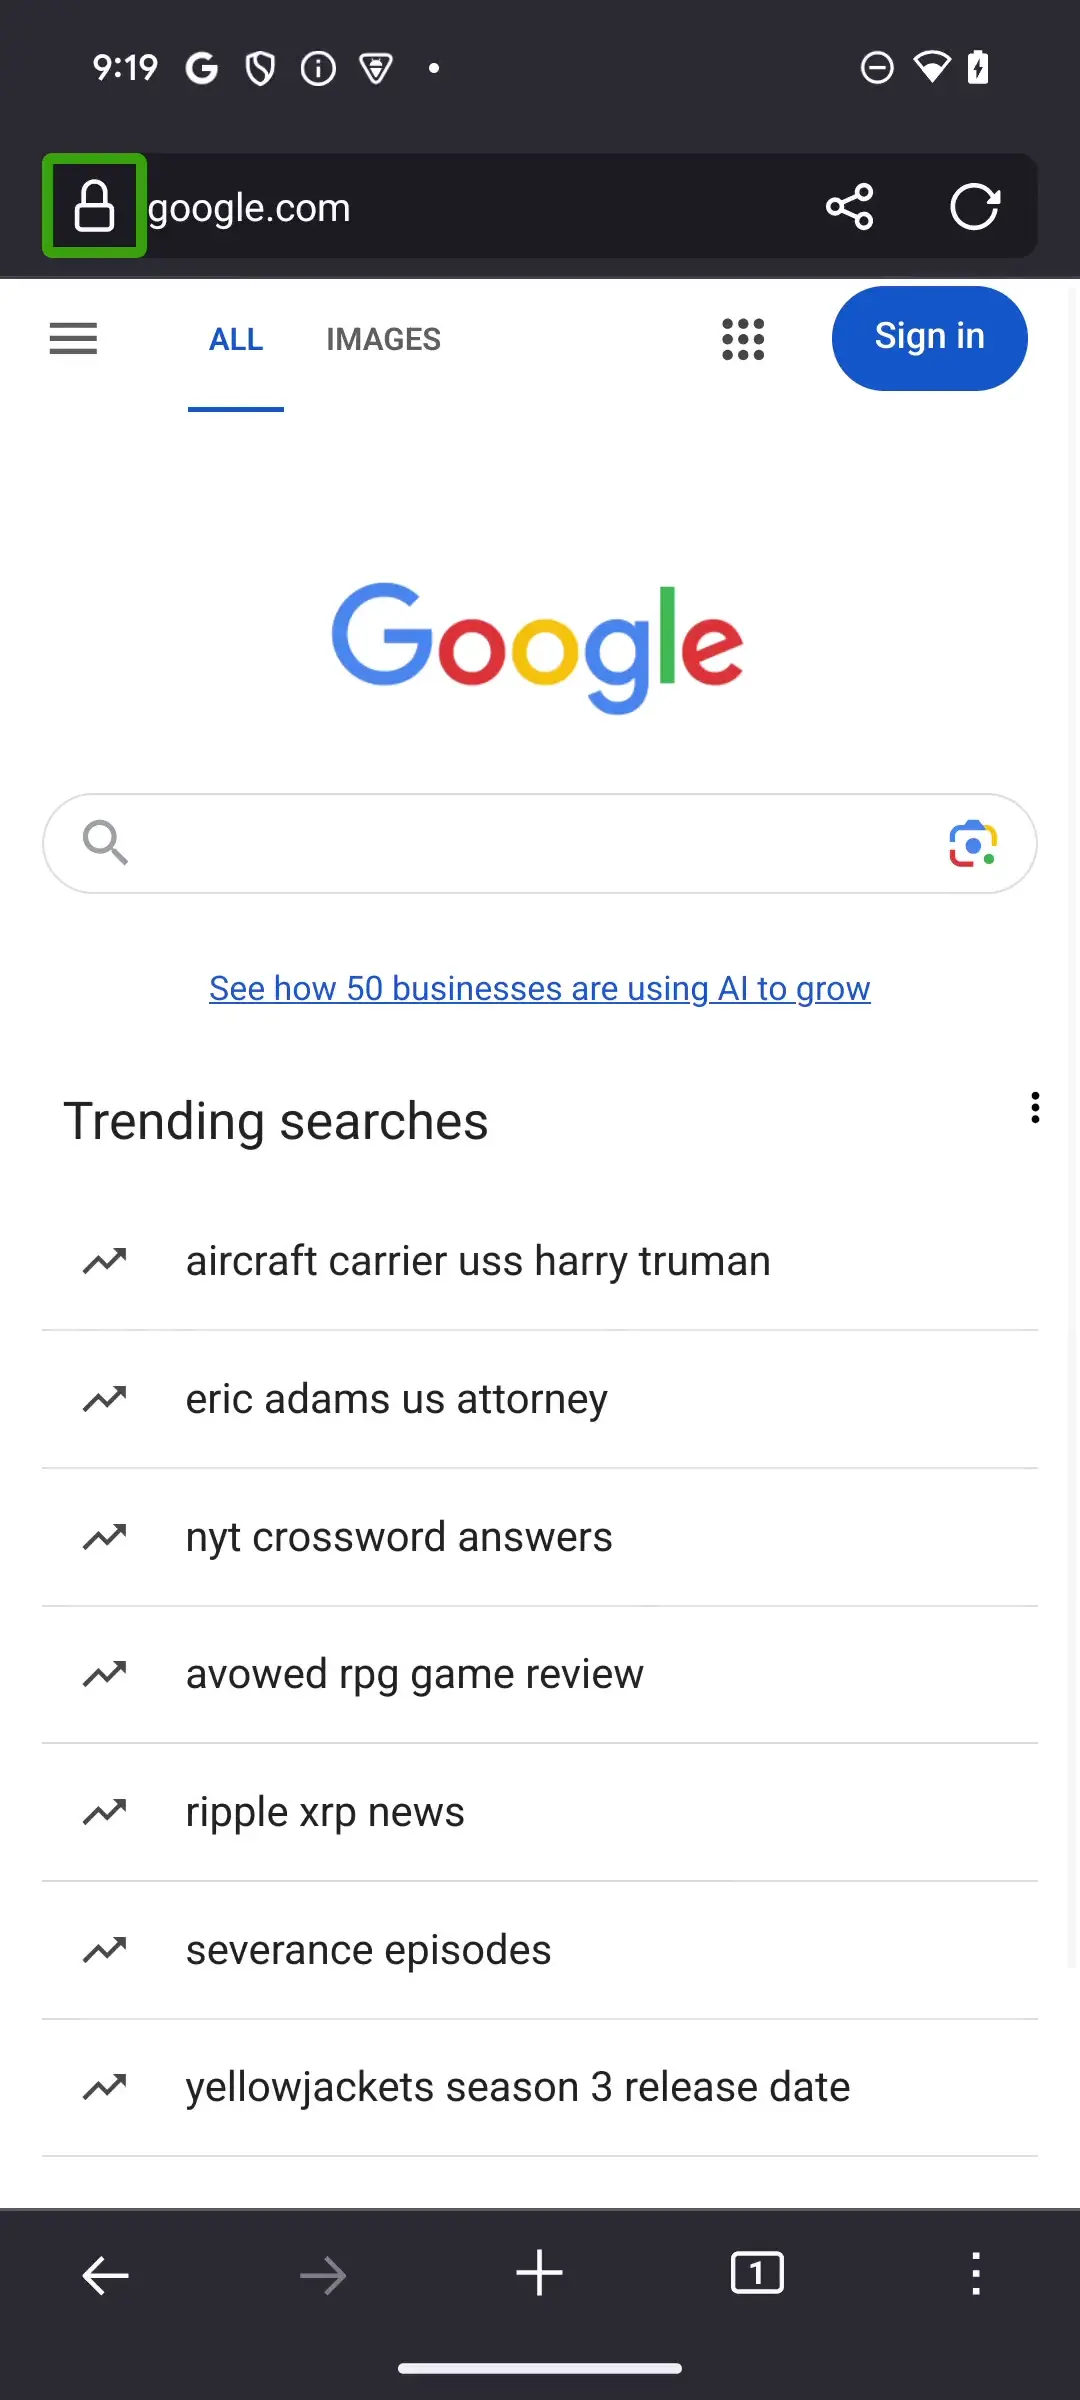 9:19
google.com
ALL IMAGES Sign in
Google
See how 50 businesses are using AI to grow
Trending searches
aircraft carrier uss harry truman
eric adams us attorney
nyt crossword answers
avowed rpg game review
ripple xrp news
severance episodes
yellowjackets season 3 release date
1